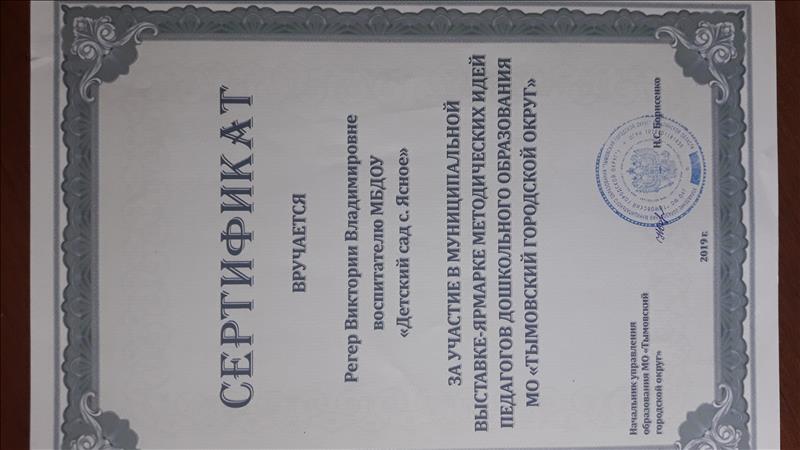 СЕРТИФИКАТ
ВРУЧАЕТСЯ
Регер Виктории Владимировне
воспитателю МБДОУ
«Детский сад с. Ясное»
ЗА УЧАСТИЕ В МУНИЦИПАЛЬНОЙ
ВЫСТАВКЕ-ЯРМАРКЕ МЕТОДИЧЕСКИХ ИДЕЙ
ПЕДАГОГОВ ДОШКОЛЬНОГО ОБРАЗОВАНИЯ
МО «ТЫМОВСКИЙ ГОРОДСКОЙ ОКРУГ»
Начальник управления
образования МО «Тымовский
городской округ»
Н.С. Борисенко
2019 г.